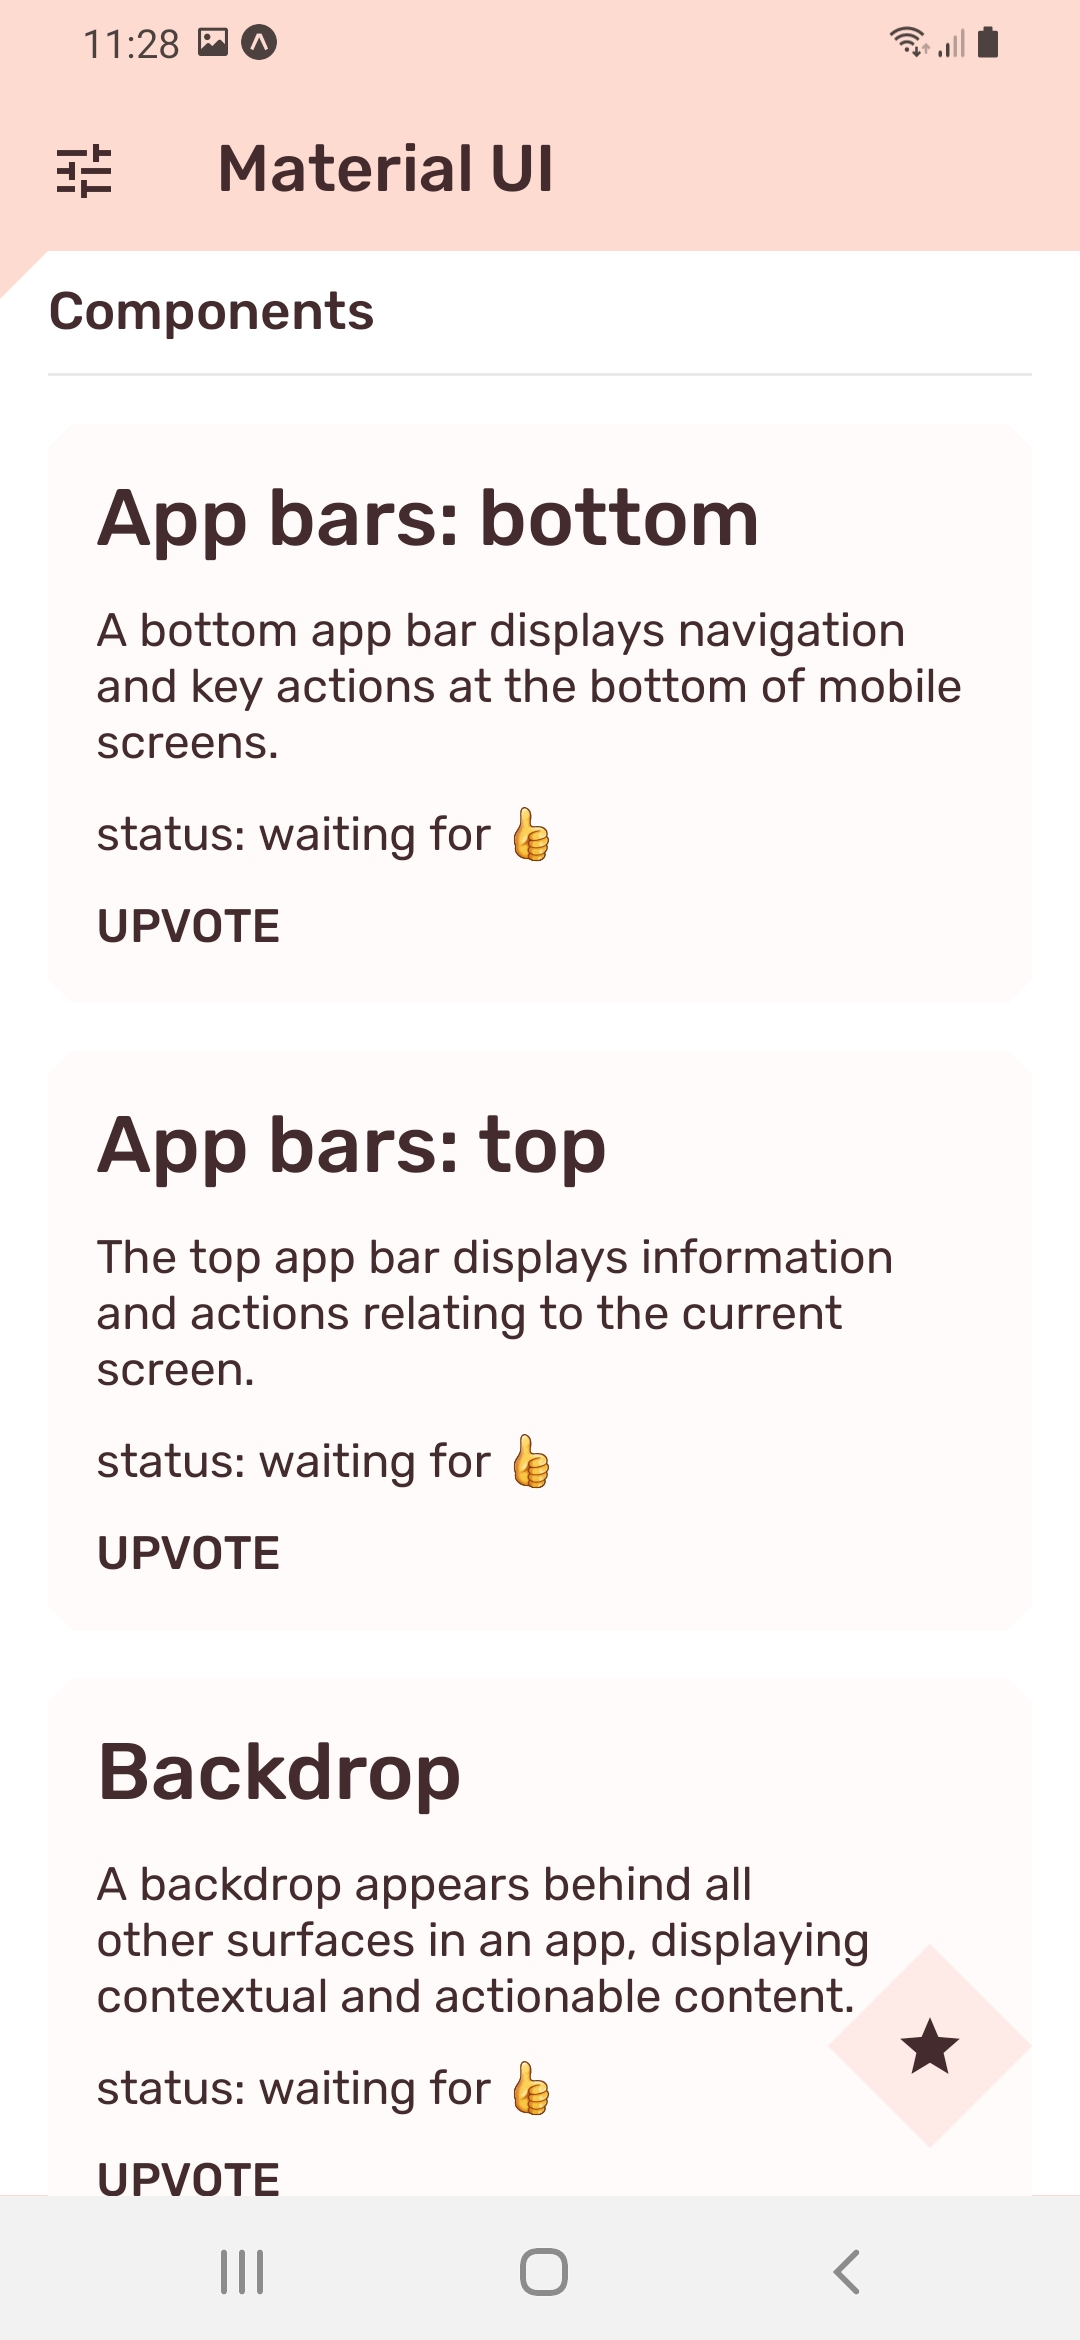 11:28
Material UI
Components
App bars: bottom
A bottom app bar displays navigation
and key actions at the bottom of mobile
screens.
status: waiting for 👍
UPVOTE
App bars: top
The top app bar displays information
and actions relating to the current
screen.
status: waiting for 👍
UPVOTE
Backdrop
A backdrop appears behind all
other surfaces in an app, displaying
contextual and actionable content.
status: waiting for 👍
UPVOTE